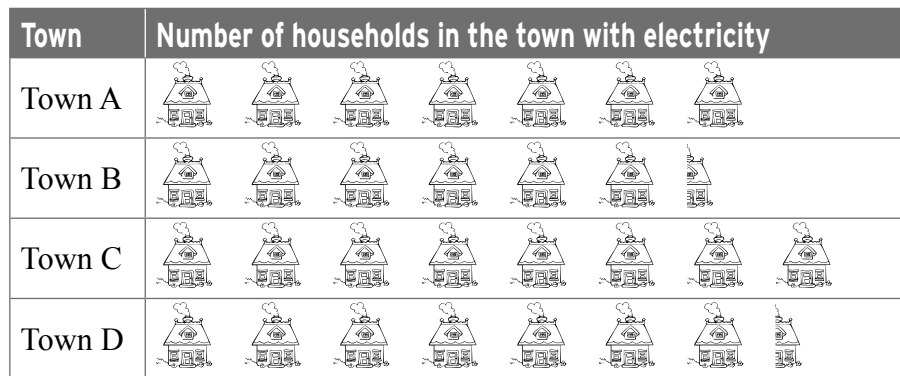 Town Number of households in the town with electricity
Town A
Town B
Town C
Town D